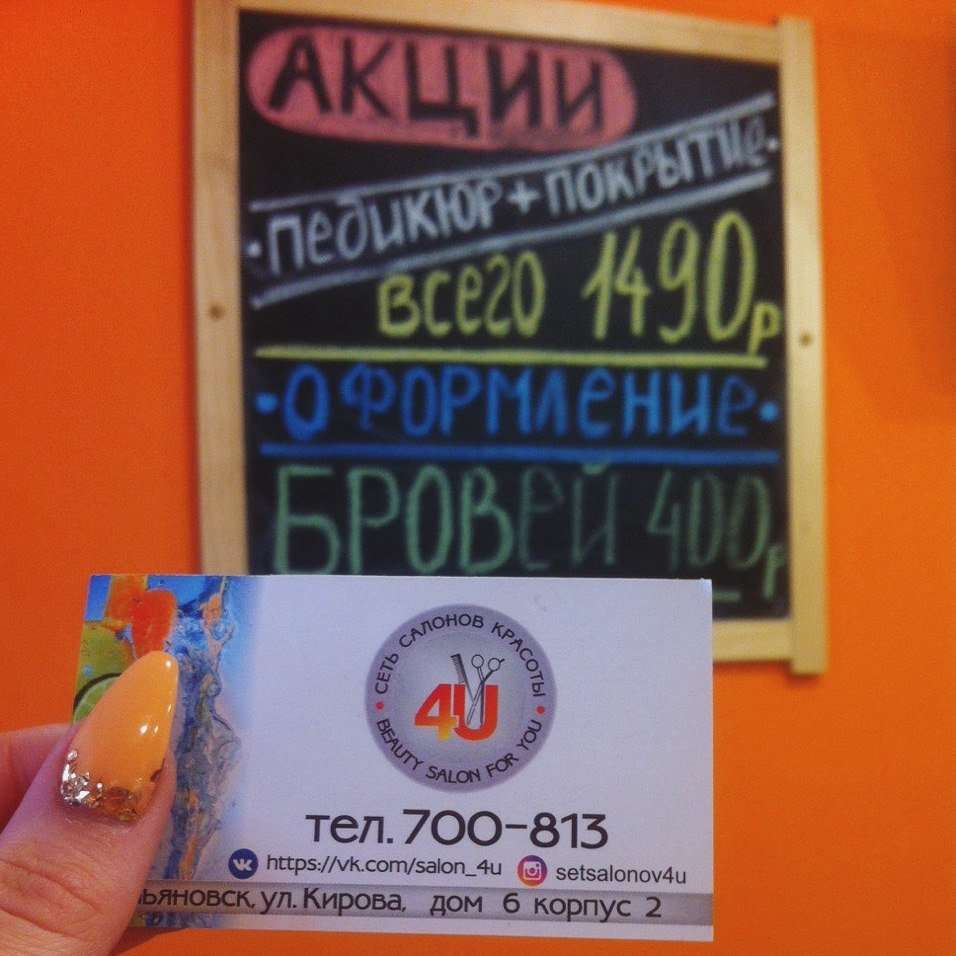 АКЦИИ
• ПЕДИКЮР + ПОКРЫТИЕ •
ВСЕГО 1490р
• ОФОРМЛЕНИЕ •
БРОВЕЙ 400р
• СЕТЬ САЛОНОВ КРАСОТЫ •
4U
BEAUTY SALON FOR YOU
тел. 700-813
https://vk.com/salon_4u setsalonov4u
ьяновск, ул. Кирова, дом 6 корпус 2